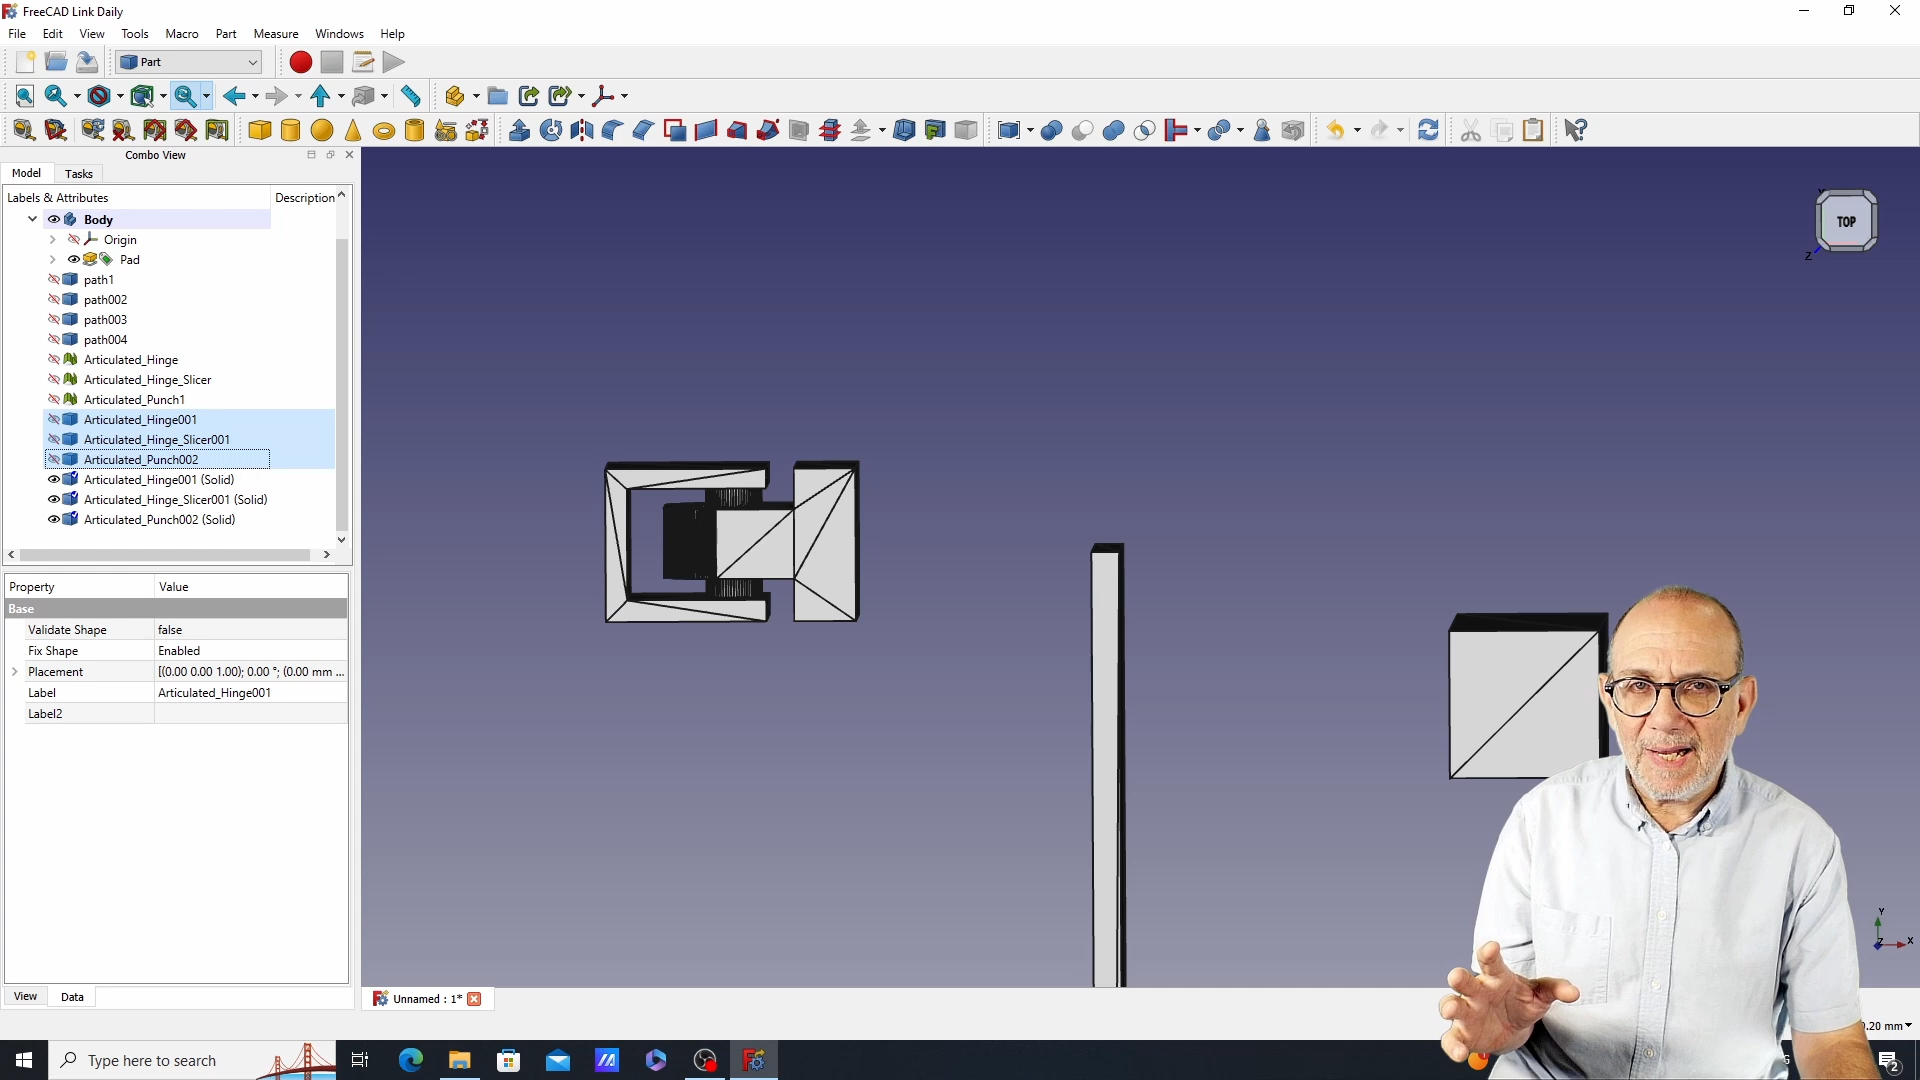 FreeCAD Link Daily
File Edit View Tools Macro Part Measure Windows Help
Part
Combo View
Model Tasks
Labels & Attributes Description
Body
Origin
Pad
path1
path002
path003
path004
Articulated_Hinge
Articulated_Hinge_Slicer
Articulated_Punch1
Articulated_Hinge001
Articulated_Hinge_Slicer001
Articulated_Punch002
Articulated_Hinge001 (Solid)
Articulated_Hinge_Slicer001 (Solid)
Articulated_Punch002 (Solid)
Property Value
Base
Validate Shape false
Fix Shape Enabled
Placement [(0.00 0.00 1.00); 0.00 °; (0.00 mm ...
Label Articulated_Hinge001
Label2
View Data
TOP
Z
Y
Z
X
Unnamed : 1*
.20 mm
Type here to search
2